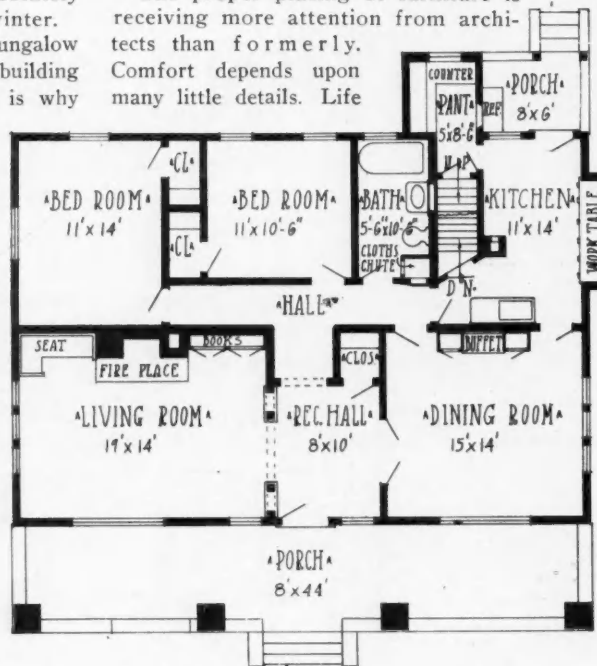 winter.
ungalow
building
is why
receiving more attention from archi-
tects than formerly.
Comfort depends upon
many little details. Life
COUNTER
PANT
5'x8'-6"
REF.
PORCH
8'x6'
UP
CL
BED ROOM
11'x14'
BED ROOM
11'x10'-6"
BATH
5'-6"x10'-6"
KITCHEN
11'x14'
WORK TABLE
CL
CLOTHS
CHUTE
DN.
HALL
SEAT
BOOKS
FIRE PLACE
CLOS
BUFFET
LIVING ROOM
19'x14'
REC. HALL
8'x10'
DINING ROOM
15'x14'
PORCH
8'x44'